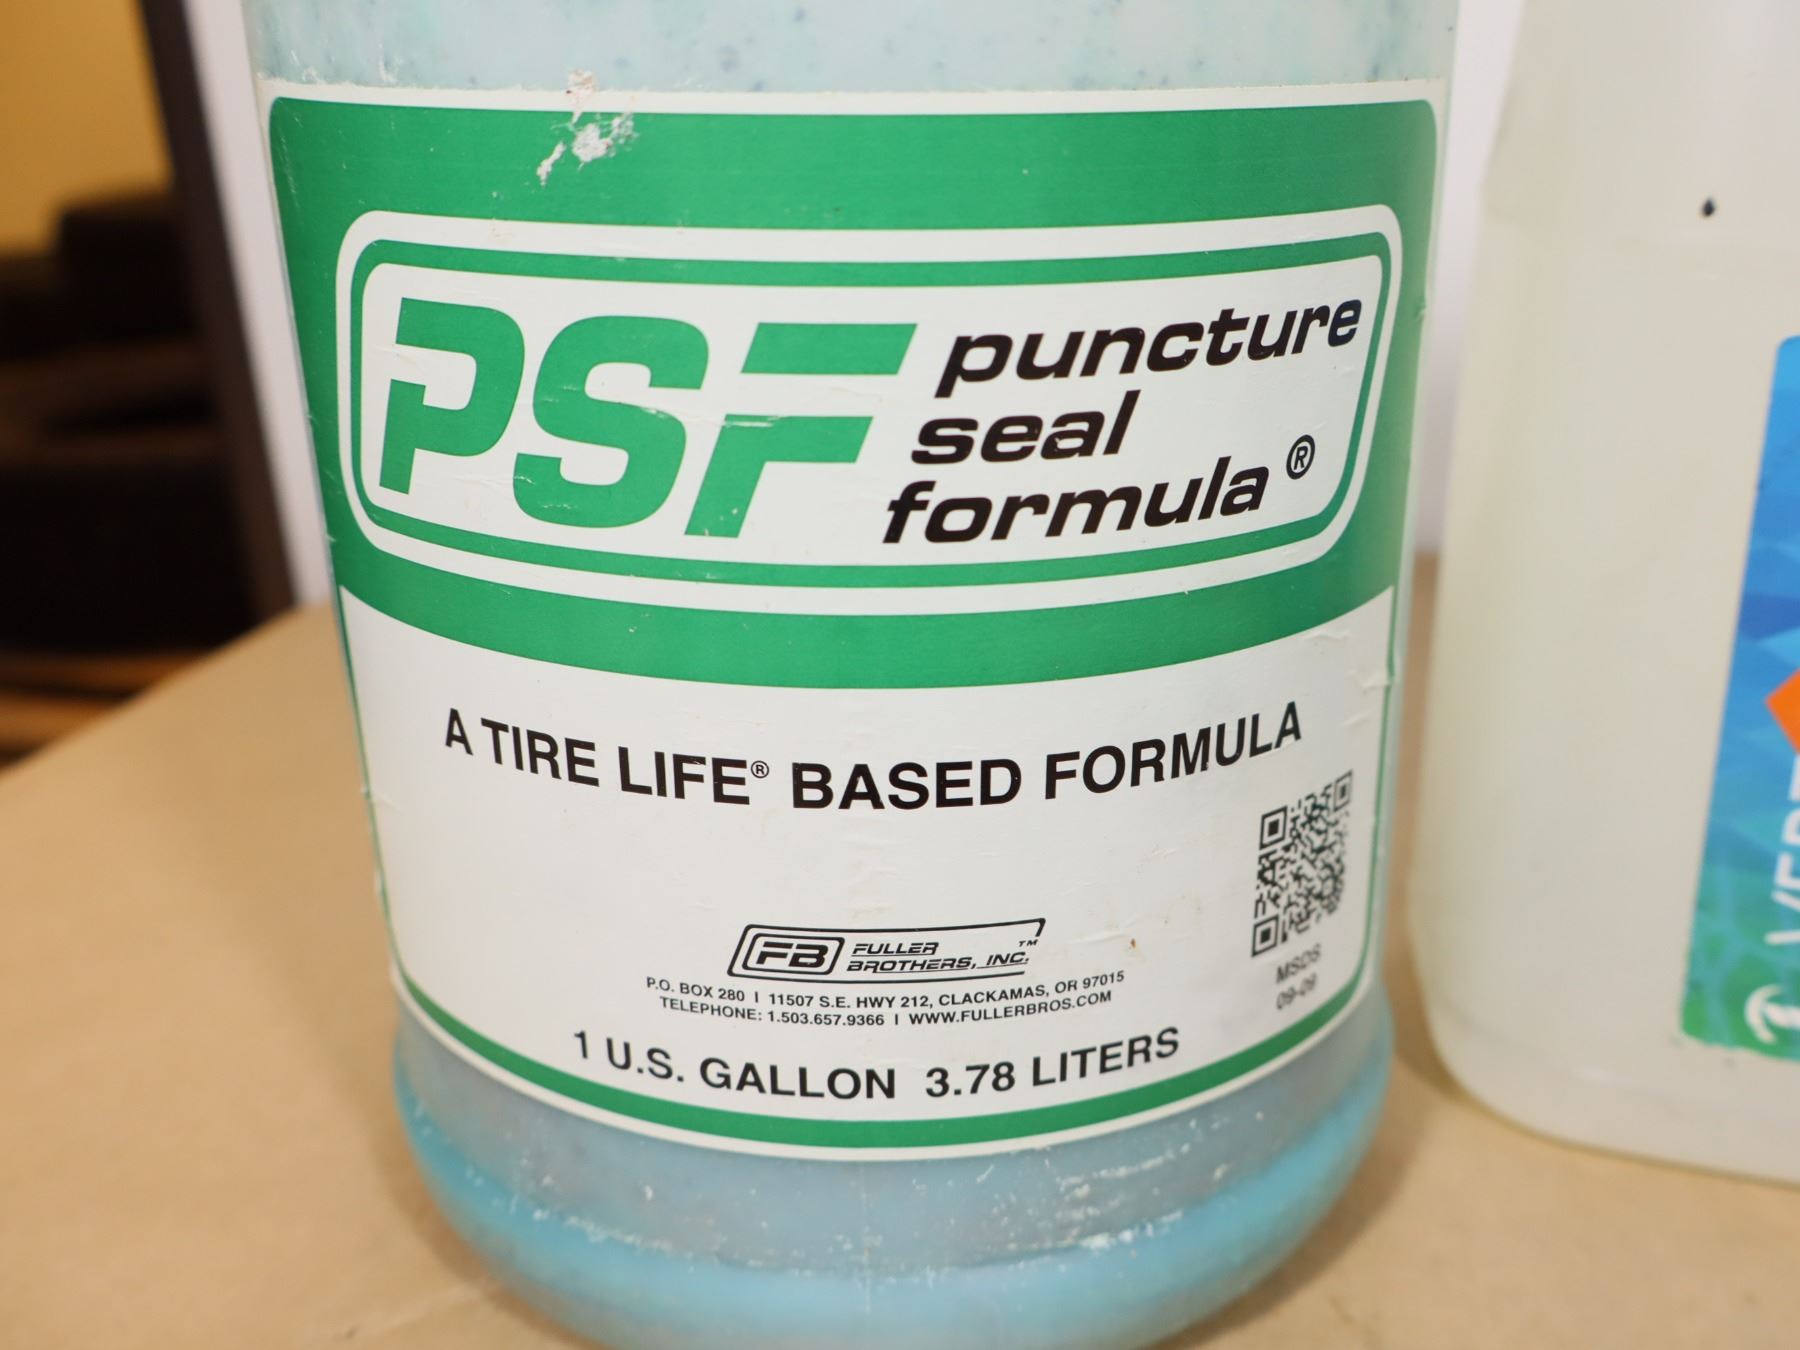 PSF puncture
seal
formula®
A TIRE LIFE® BASED FORMULA
FB FULLER
BROTHERS, INC.™
P.O. BOX 280 | 11507 S.E. HWY 212, CLACKAMAS, OR 97015
TELEPHONE: 1.503.657.9366 | WWW.FULLERBROS.COM
MSDS
09-09
1 U.S. GALLON 3.78 LITERS